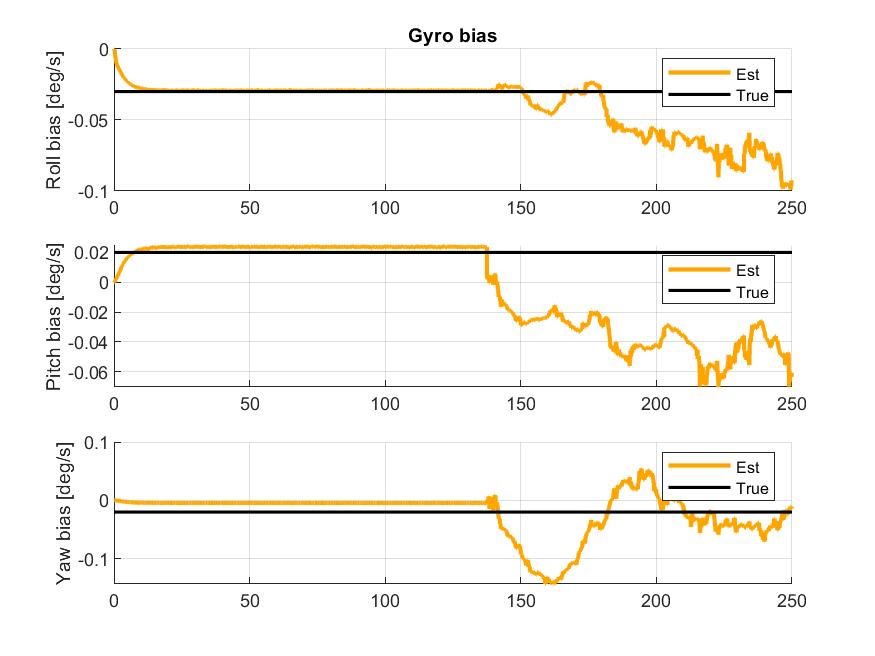 Gyro bias
Roll bias [deg/s]
0
-0.05
-0.1
Est
True
0 50 100 150 200 250
Pitch bias [deg/s]
0.02
0
-0.02
-0.04
-0.06
Est
True
0 50 100 150 200 250
Yaw bias [deg/s]
0.1
0
-0.1
Est
True
0 50 100 150 200 250